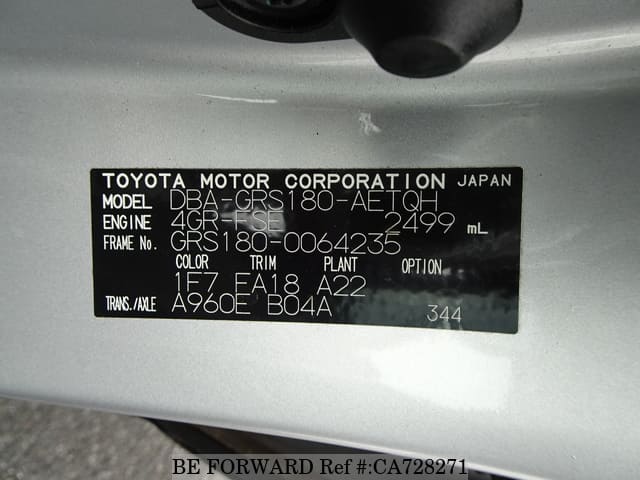 TOYOTA MOTOR CORPORATION JAPAN
MODEL DBA-GRS180-AETQH
ENGINE 4GR-FSE 2499 mL
FRAME No. GRS180-0064235
COLOR TRIM PLANT OPTION
1F7 FA18 A22
TRANS./AXLE A960E B04A 344
BE FORWARD Ref #:CA728271